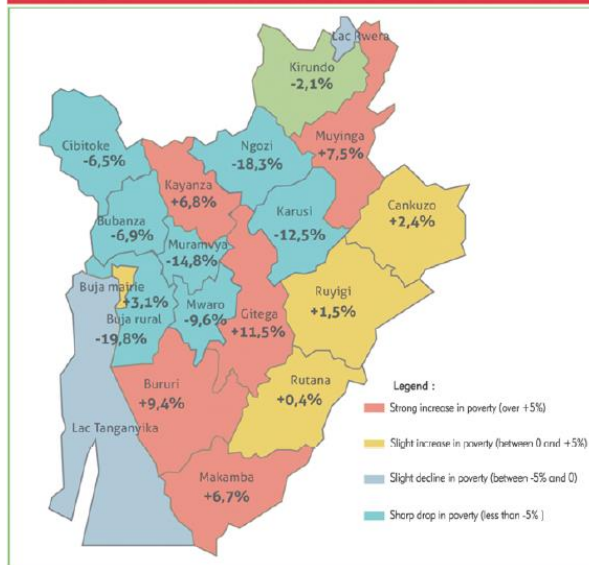 Lac Rwera
Kirundo
-2,1%
Muyinga
+7,5%
Cibitoke
-6,5%
Ngozi
-18,3%
Kayanza
+6,8%
Karusi
-12,5%
Cankuzo
+2,4%
Bubanza
-6,9%
Muramvya
-14,8%
Buja mairie
+3,1%
Buja rural
-19,8%
Mwaro
-9,6%
Gitega
+11,5%
Ruyigi
+1,5%
Bururi
+9,4%
Rutana
+0,4%
Lac Tanganyika
Makamba
+6,7%
Legend :
Strong increase in poverty (over +5%)
Slight increase in poverty (between 0 and +5%)
Slight decline in poverty (between -5% and 0)
Sharp drop in poverty (less than -5% )